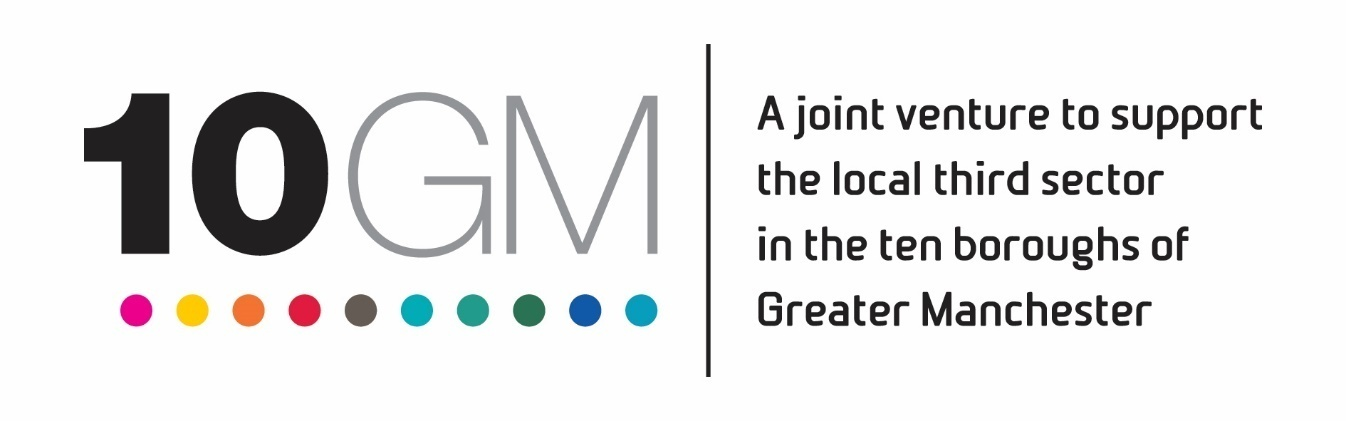 10GM
A joint venture to support
the local third sector
in the ten boroughs of
Greater Manchester